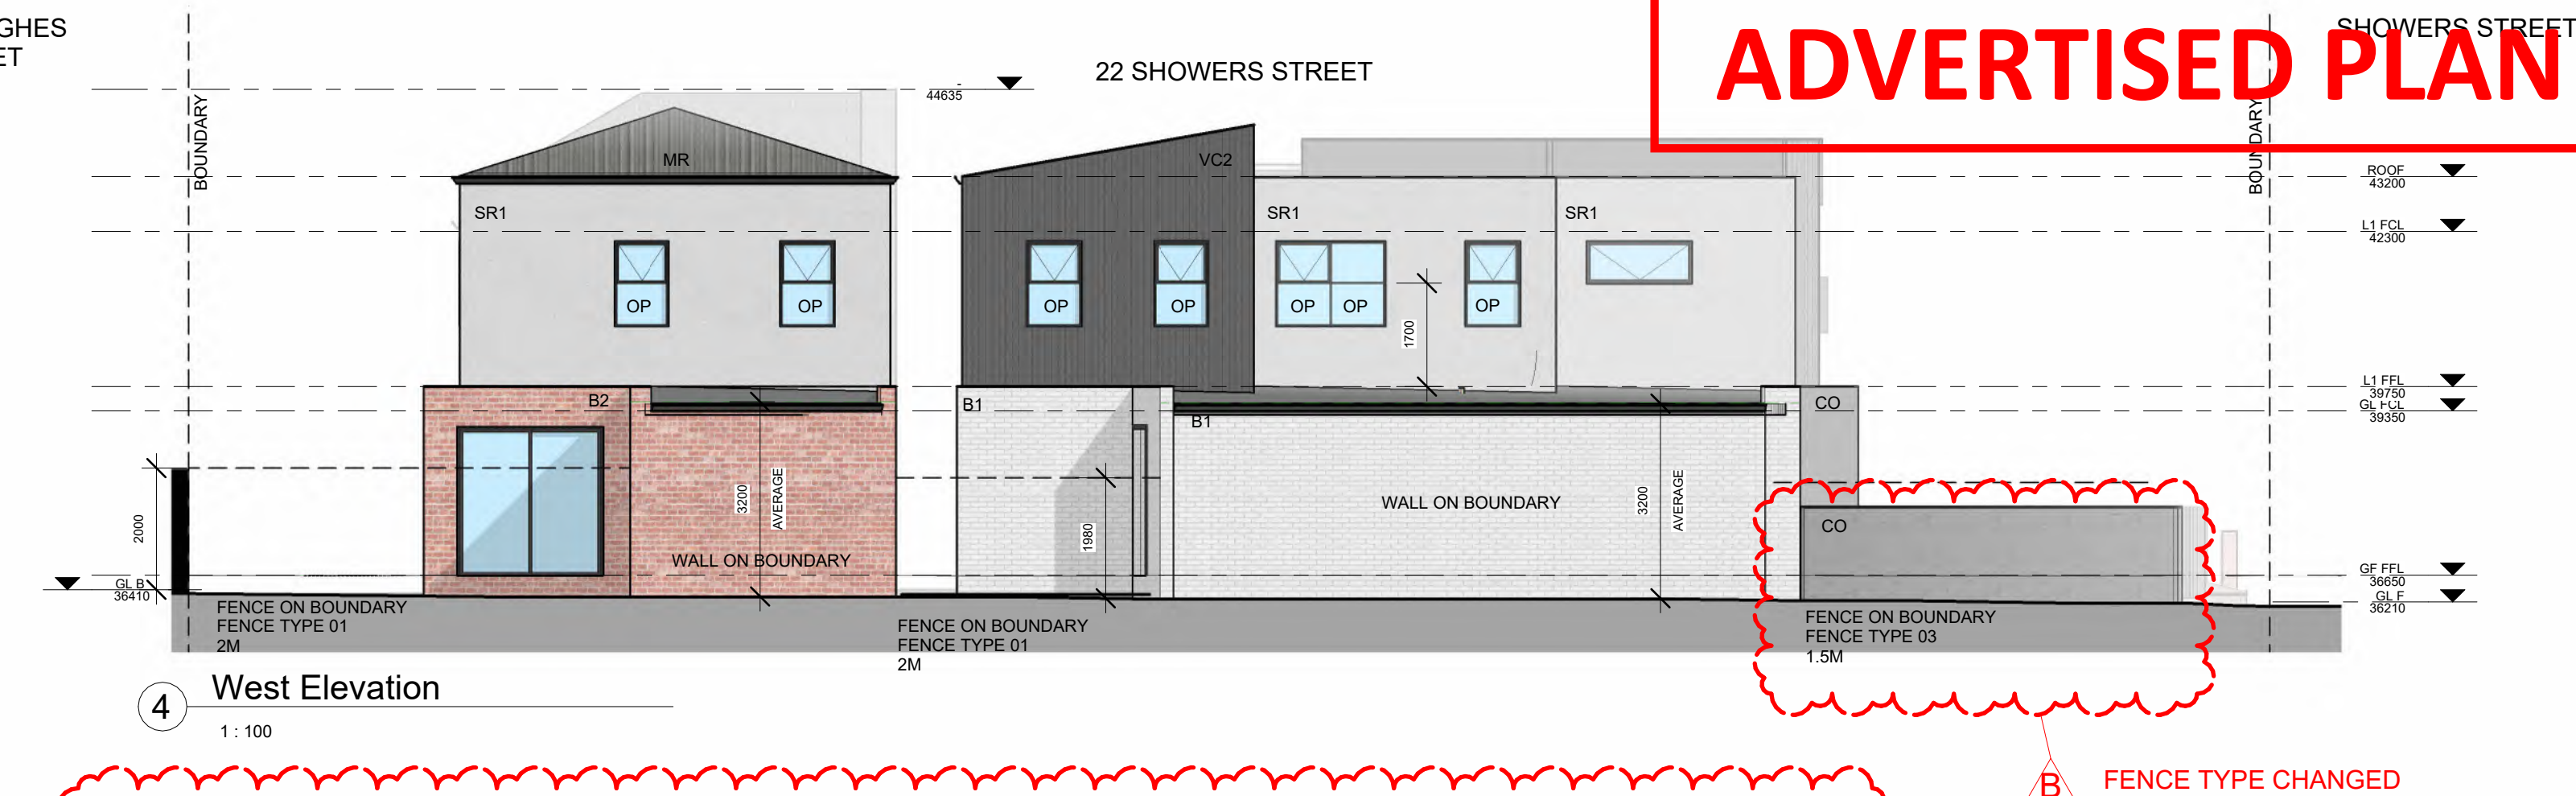 GHES
ET
BOUNDARY
22 SHOWERS STREET
44635
ADVERTISED PLAN
SHOWERS STREET
BOUNDARY
MR
VC2
SR1
SR1
SR1
ROOF
43200
L1 FCL
42300
OP
OP
OP
OP
OP
OP
OP
1700
L1 FFL
39750
GL FCL
39350
B2
B1
B1
CO
2000
3200
AVERAGE
1980
WALL ON BOUNDARY
3200
AVERAGE
CO
WALL ON BOUNDARY
GL B
36410
GF FFL
36650
GL F
36210
FENCE ON BOUNDARY
FENCE TYPE 01
2M
FENCE ON BOUNDARY
FENCE TYPE 01
2M
FENCE ON BOUNDARY
FENCE TYPE 03
1.5M
4
West Elevation
1 : 100
B
FENCE TYPE CHANGED